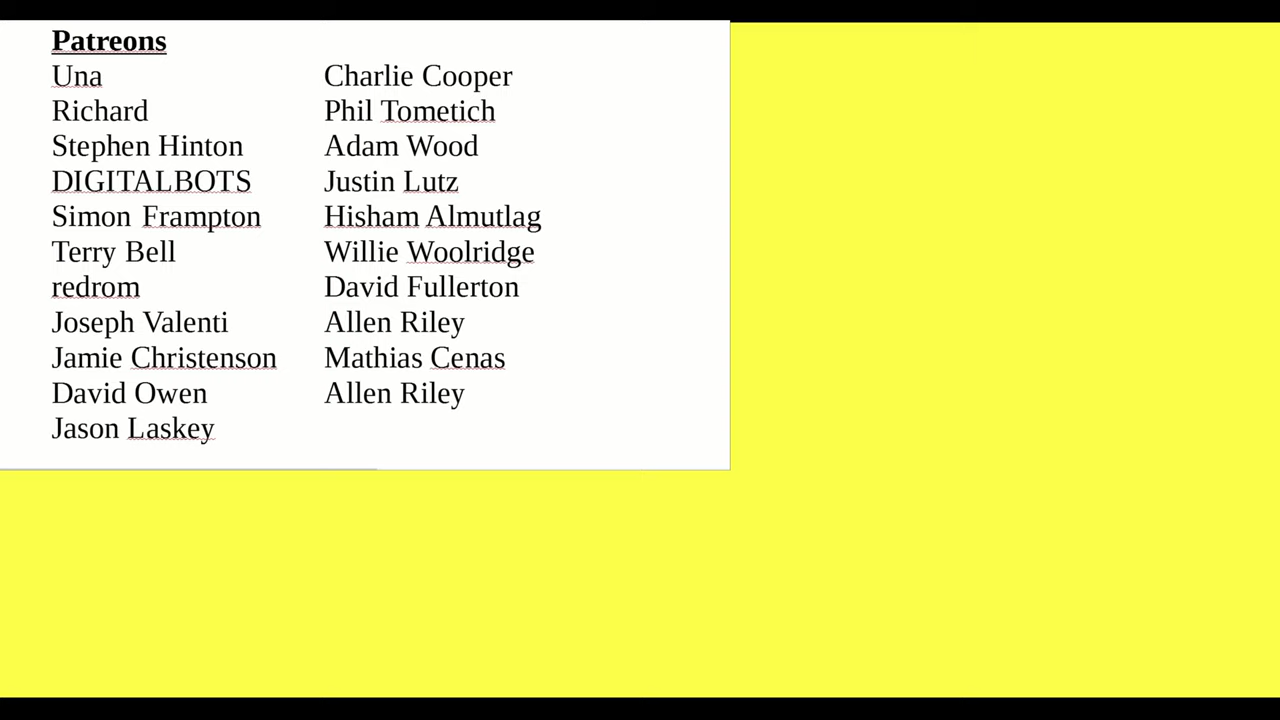 Patreons
Una
Richard
Stephen Hinton
DIGITALBOTS
Simon Frampton
Terry Bell
redrom
Joseph Valenti
Jamie Christenson
David Owen
Jason Laskey
Charlie Cooper
Phil Tometich
Adam Wood
Justin Lutz
Hisham Almutlag
Willie Woolridge
David Fullerton
Allen Riley
Mathias Cenas
Allen Riley